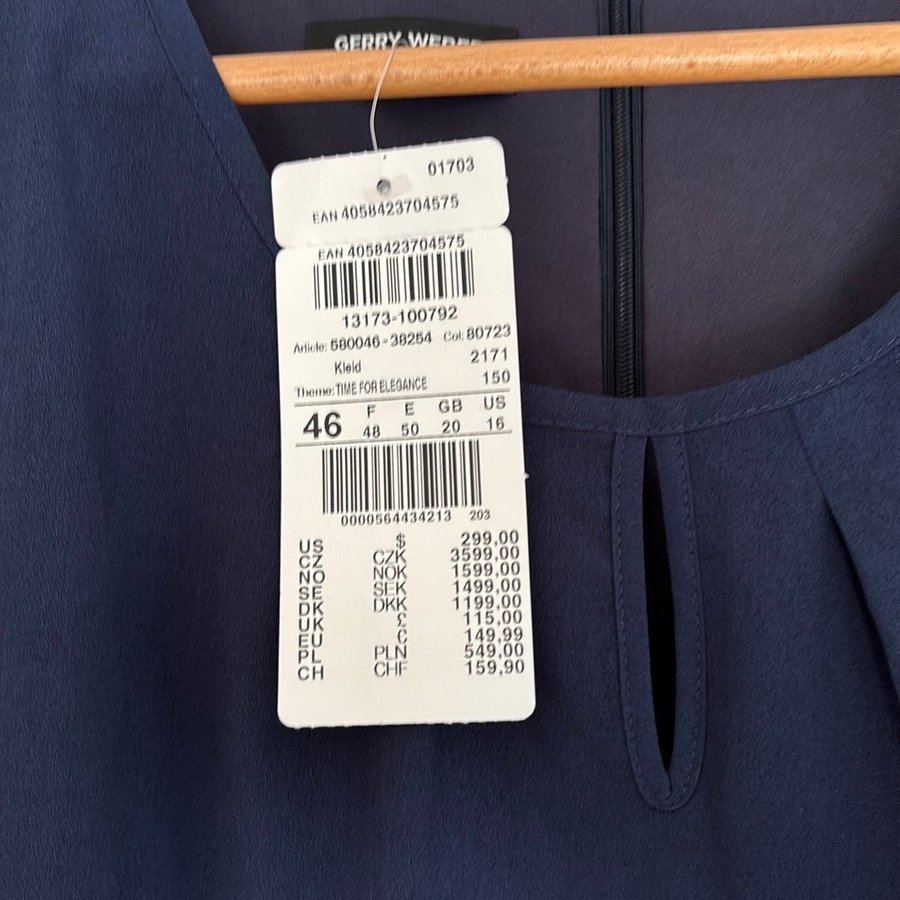 GERRY WEBER
01703
EAN 4058423704575
EAN 4058423704575
13173-100792
Article: 580046-38254 Col: 80723
Kleid 2171
Theme: TIME FOR ELEGANCE 150
46 F E GB US
48 50 20 16
0000564434213 203
US $ 299,00
CZ CZK 3599,00
NO NOK 1599,00
SE SEK 1499,00
DK DKK 1199,00
UK £ 115,00
EU € 149,99
PL PLN 549,00
CH CHF 159,90